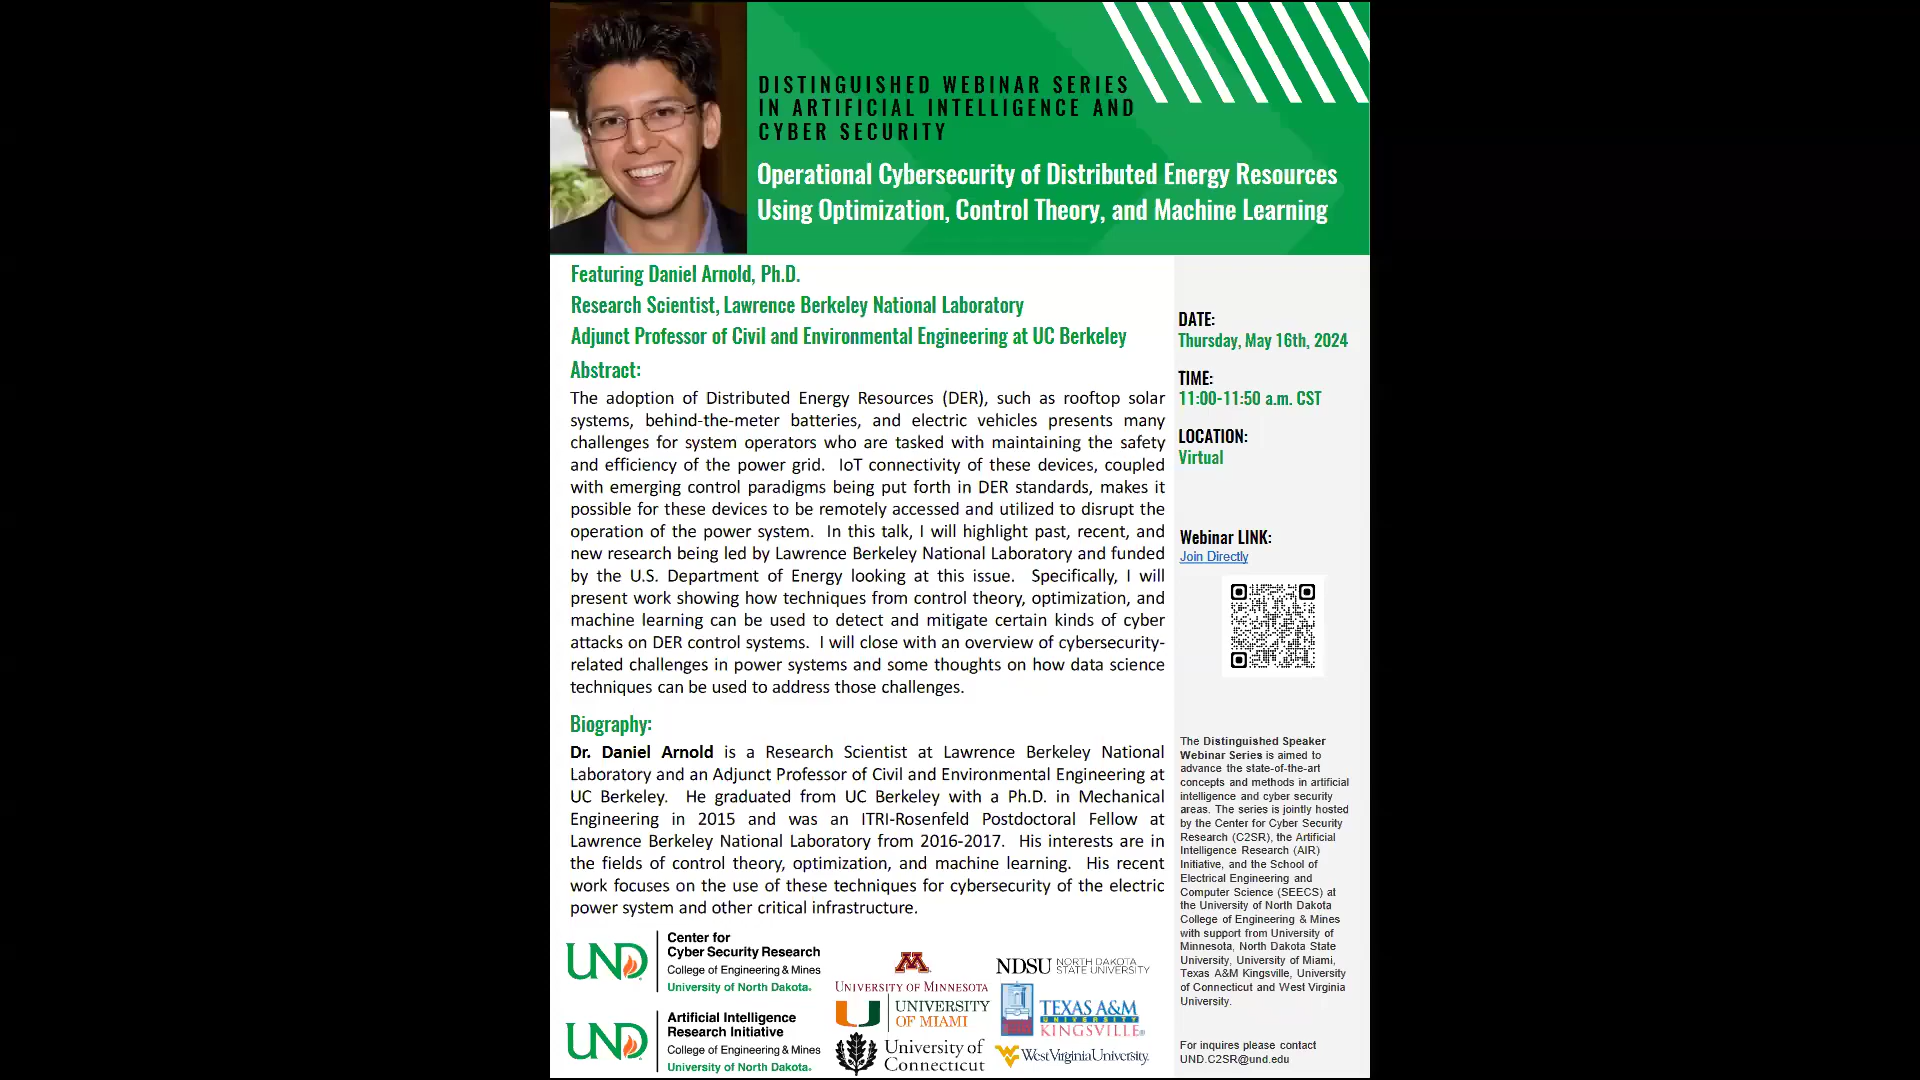 DISTINGUISHED WEBINAR SERIES
IN ARTIFICIAL INTELLIGENCE AND
CYBER SECURITY
Operational Cybersecurity of Distributed Energy Resources
Using Optimization, Control Theory, and Machine Learning
Featuring Daniel Arnold, Ph.D.
Research Scientist, Lawrence Berkeley National Laboratory
Adjunct Professor of Civil and Environmental Engineering at UC Berkeley
Abstract:
The adoption of Distributed Energy Resources (DER), such as rooftop solar
systems, behind-the-meter batteries, and electric vehicles presents many
challenges for system operators who are tasked with maintaining the safety
and efficiency of the power grid. IoT connectivity of these devices, coupled
with emerging control paradigms being put forth in DER standards, makes it
possible for these devices to be remotely accessed and utilized to disrupt the
operation of the power system. In this talk, I will highlight past, recent, and
new research being led by Lawrence Berkeley National Laboratory and funded
by the U.S. Department of Energy looking at this issue. Specifically, I will
present work showing how techniques from control theory, optimization, and
machine learning can be used to detect and mitigate certain kinds of cyber
attacks on DER control systems. I will close with an overview of cybersecurity-
related challenges in power systems and some thoughts on how data science
techniques can be used to address those challenges.
Biography:
Dr. Daniel Arnold is a Research Scientist at Lawrence Berkeley National
Laboratory and an Adjunct Professor of Civil and Environmental Engineering at
UC Berkeley. He graduated from UC Berkeley with a Ph.D. in Mechanical
Engineering in 2015 and was an ITRI-Rosenfeld Postdoctoral Fellow at
Lawrence Berkeley National Laboratory from 2016-2017. His interests are in
the fields of control theory, optimization, and machine learning. His recent
work focuses on the use of these techniques for cybersecurity of the electric
power system and other critical infrastructure.
DATE:
Thursday, May 16th, 2024
TIME:
11:00-11:50 a.m. CST
LOCATION:
Virtual
Webinar LINK:
Join Directly
The Distinguished Speaker
Webinar Series is aimed to
advance the state-of-the-art
concepts and methods in artificial
intelligence and cyber security
areas. The series is jointly hosted
by the Center for Cyber Security
Research (C2SR), the Artificial
Intelligence Research (AIR)
Initiative, and the School of
Electrical Engineering and
Computer Science (SEECS) at
the University of North Dakota
College of Engineering & Mines
with support from University of
Minnesota, North Dakota State
University, University of Miami,
Texas A&M Kingsville, University
of Connecticut and West Virginia
University.
For inquires please contact
UND.C2SR@und.edu
UND
Center for
Cyber Security Research
College of Engineering & Mines
University of North Dakota.
UND
Artificial Intelligence
Research Initiative
College of Engineering & Mines
University of North Dakota.
M
UNIVERSITY OF MINNESOTA
NDSU NORTH DAKOTA
STATE UNIVERSITY
U UNIVERSITY
OF MIAMI
TEXAS A&M
UNIVERSITY
KINGSVILLE®
University of
Connecticut
WV WestVirginiaUniversity.